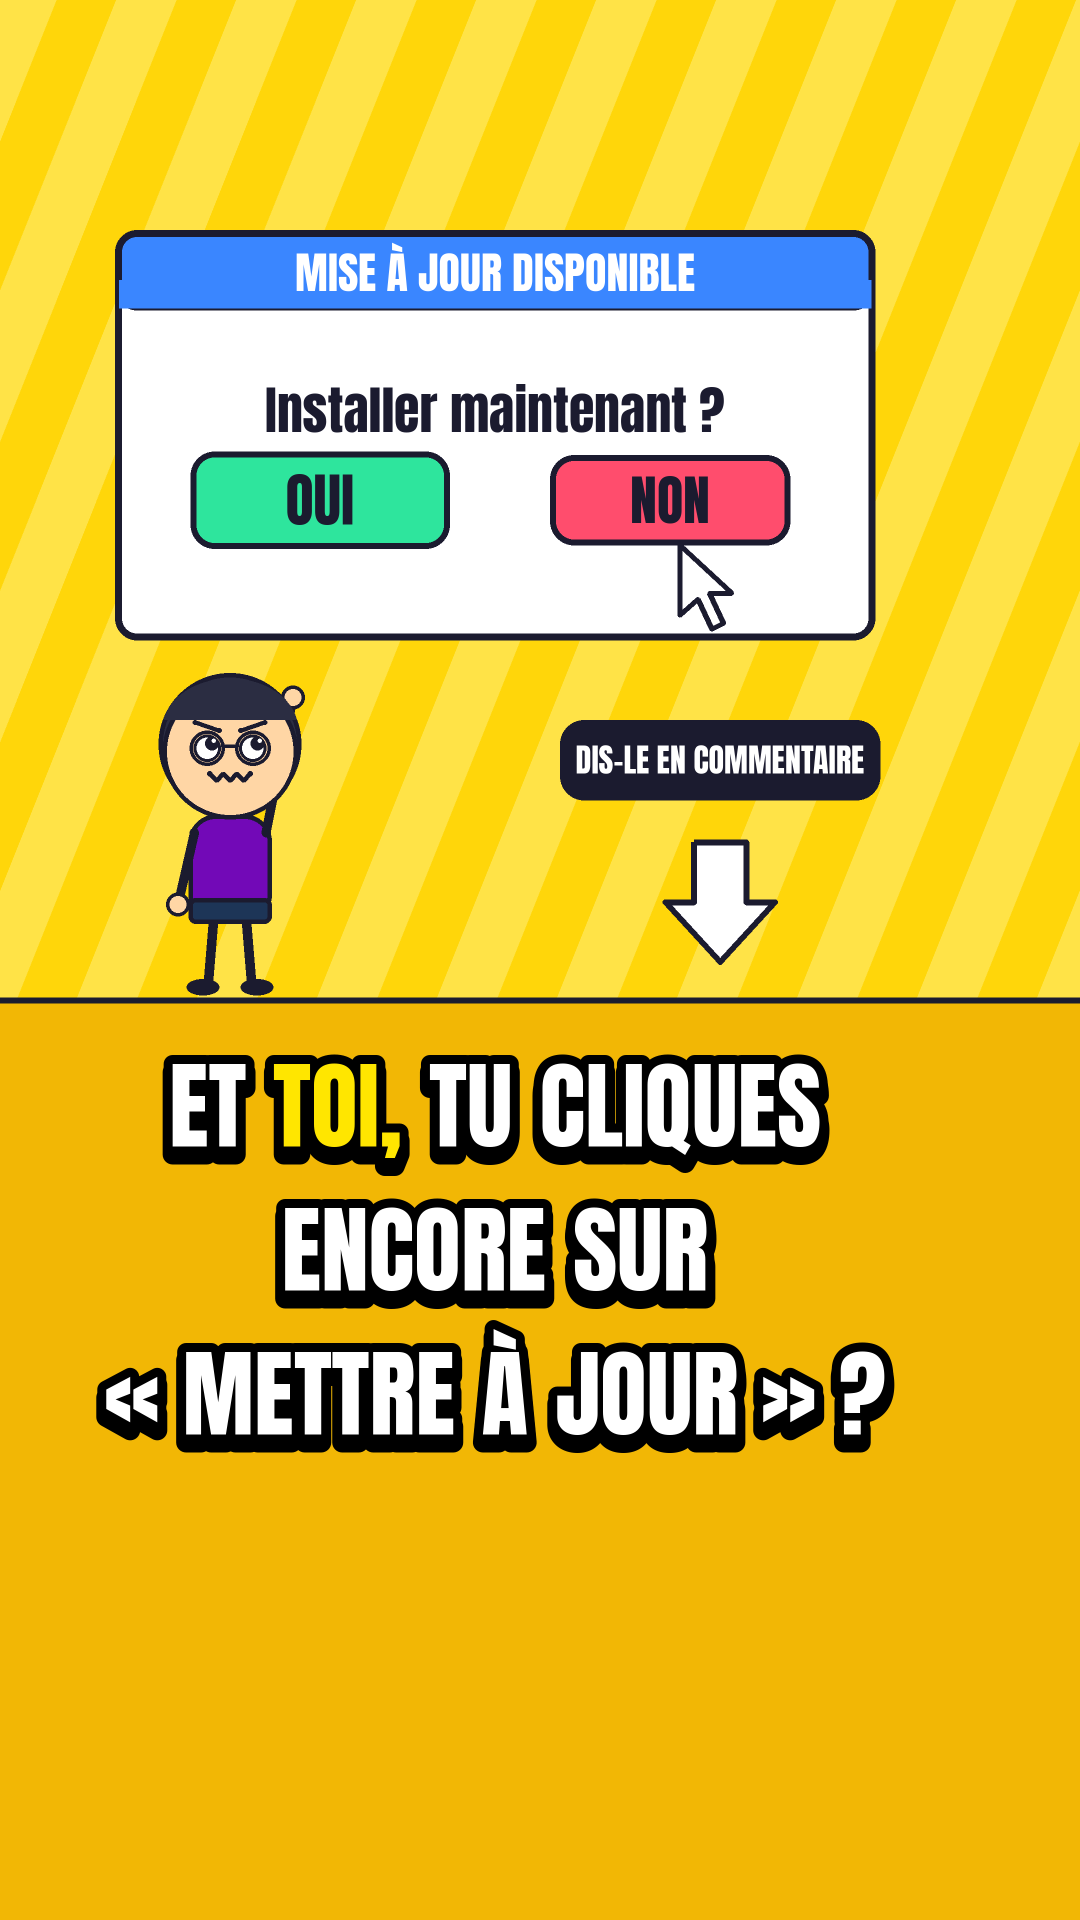 MISE À JOUR DISPONIBLE
Installer maintenant ?
OUI
NON
DIS-LE EN COMMENTAIRE
ET TOI, TU CLIQUES
ENCORE SUR
« METTRE À JOUR » ?